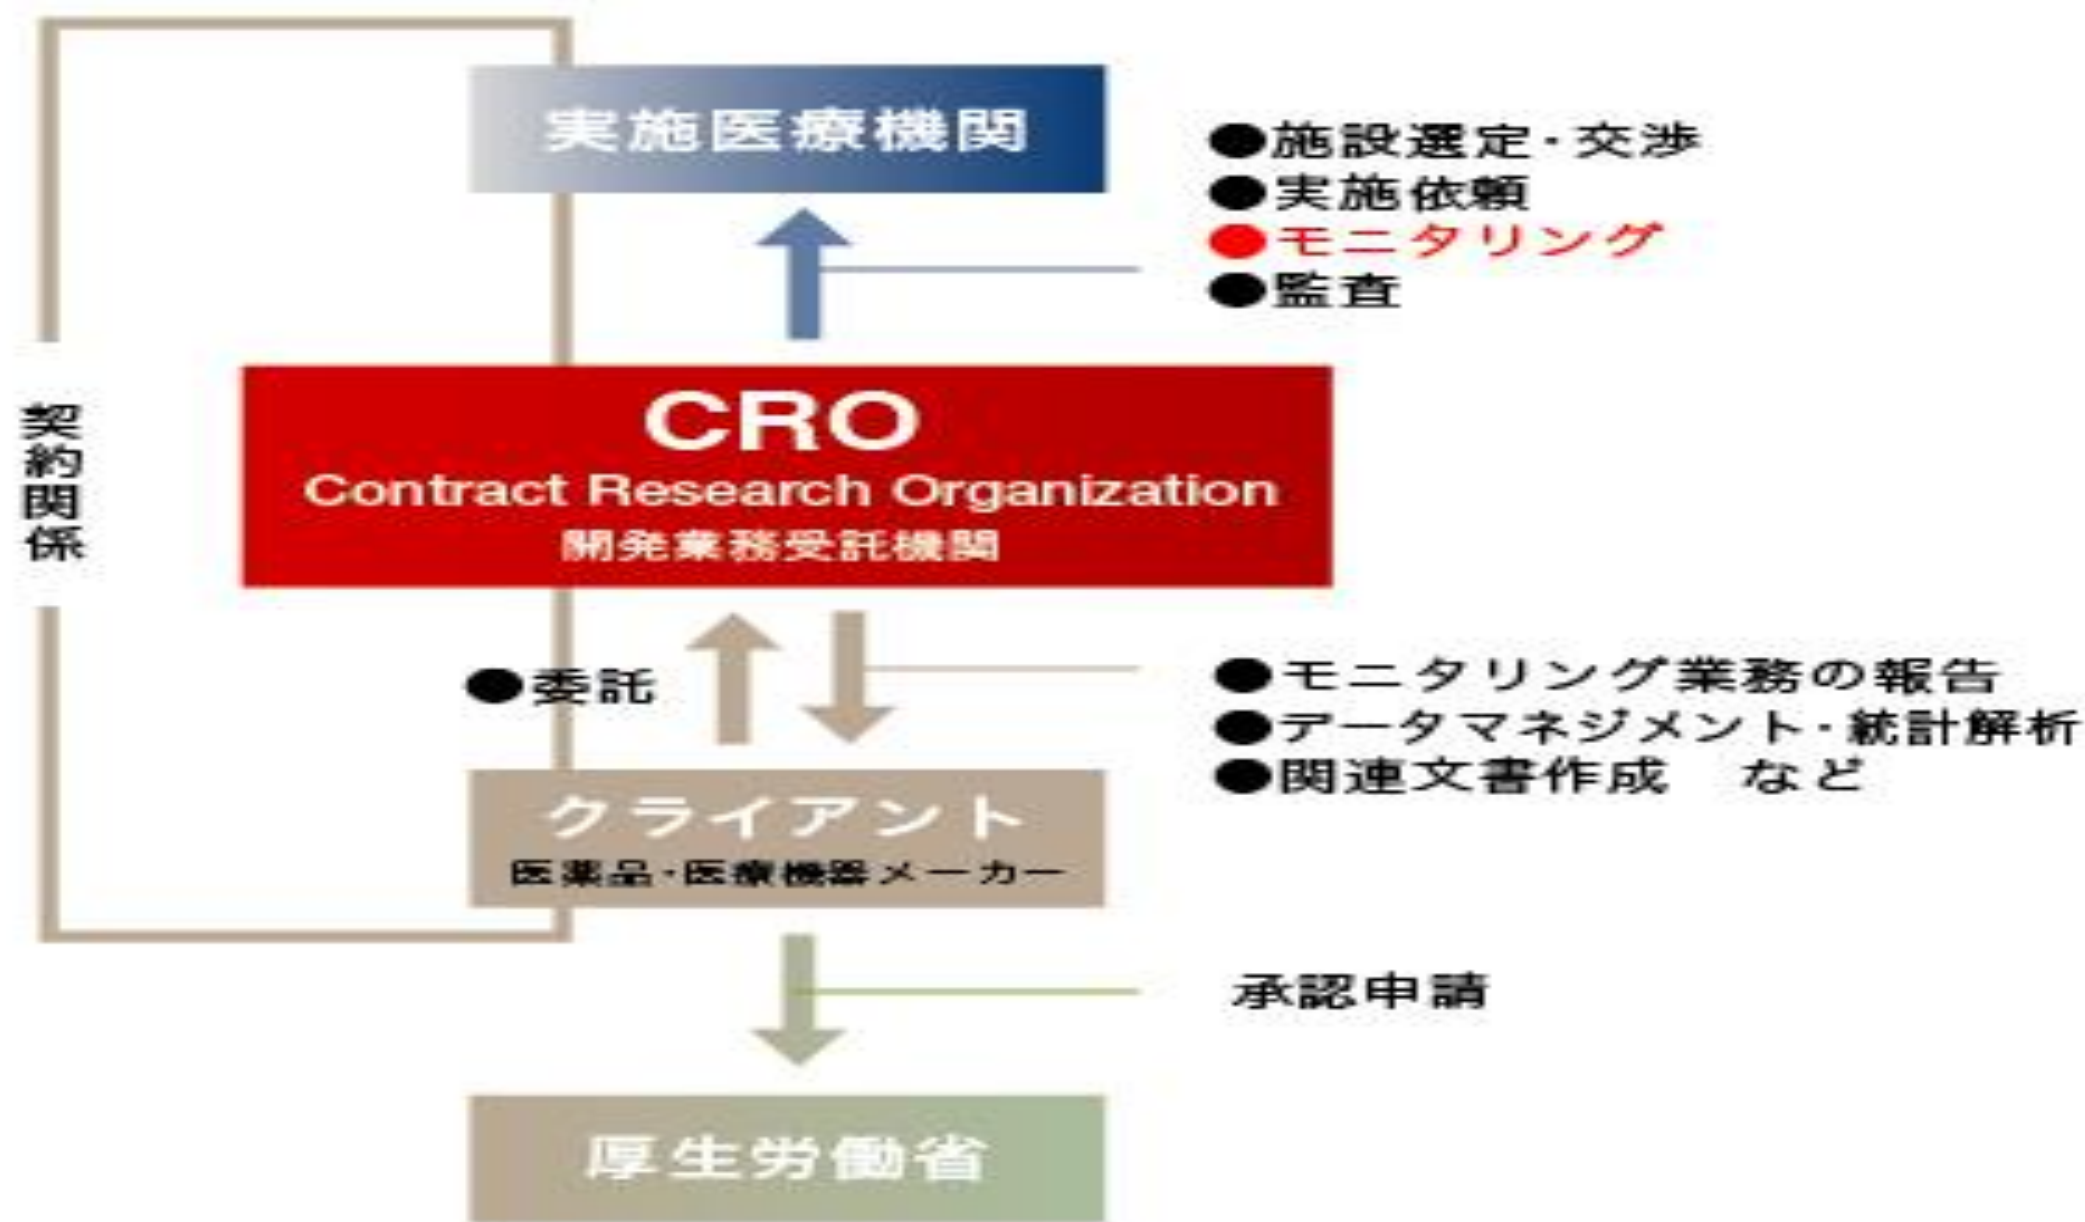 実施医療機関
●施設選定・交渉
●実施依頼
●モニタリング
●監査
契約関係
CRO
Contract Research Organization
開発業務受託機関
●委託
●モニタリング業務の報告
●データマネジメント・統計解析
●関連文書作成　など
クライアント
医薬品・医療機器メーカー
承認申請
厚生労働省